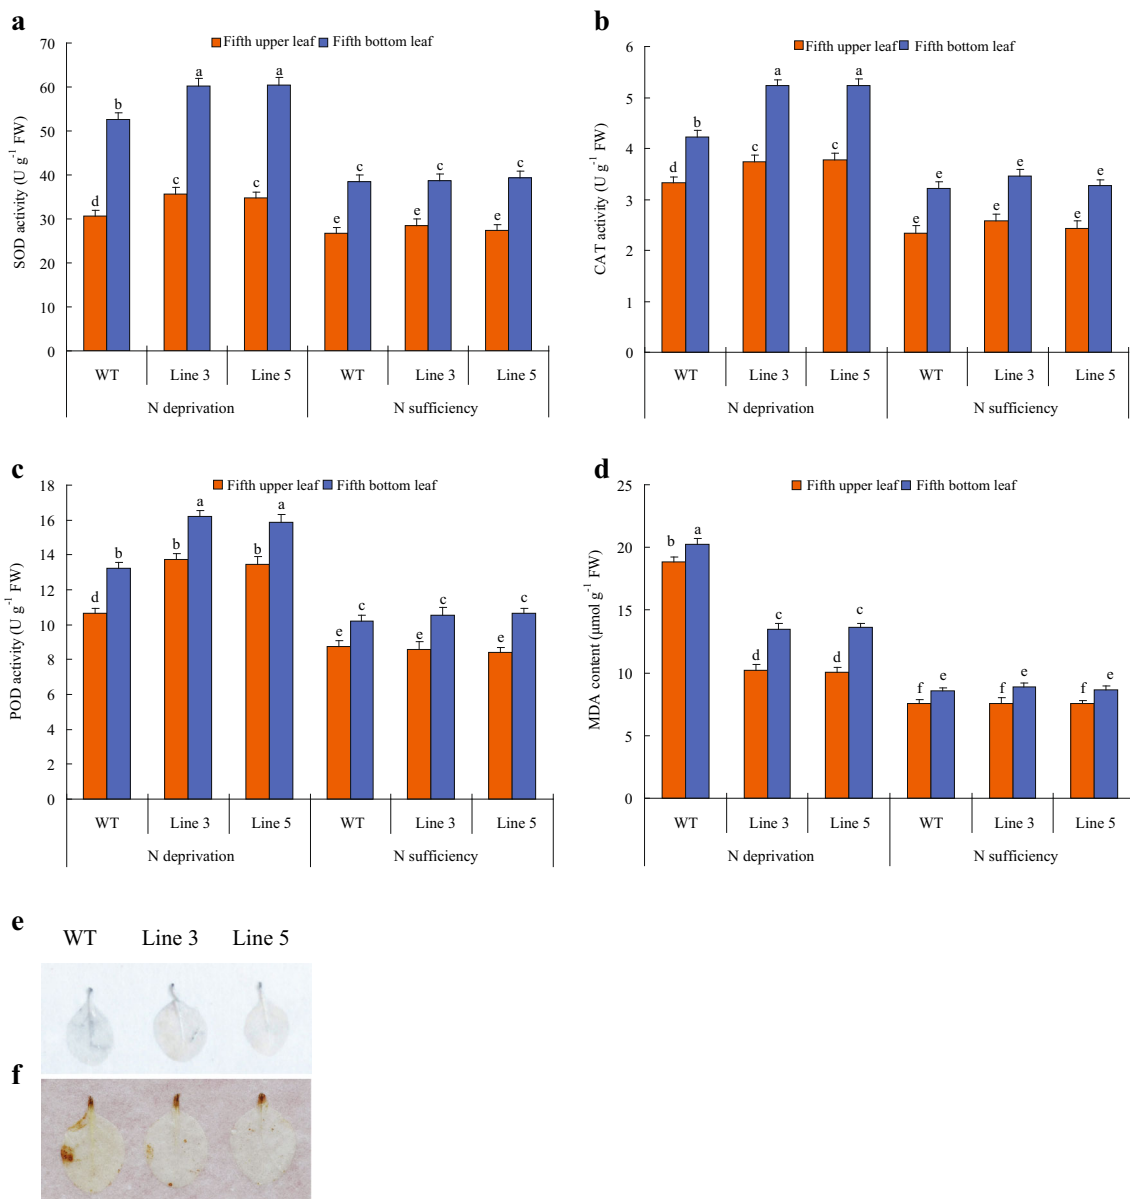 a
Fifth upper leaf Fifth bottom leaf
SOD activity (U g⁻¹ FW)
70
60
50
40
30
20
10
0
d b c a c a e c e c e c
WT Line 3 Line 5 WT Line 3 Line 5
N deprivation N sufficiency
b
Fifth upper leaf Fifth bottom leaf
CAT activity (U g⁻¹ FW)
6
5
4
3
2
1
0
d b c a c a e e e e e e
WT Line 3 Line 5 WT Line 3 Line 5
N deprivation N sufficiency
c
Fifth upper leaf Fifth bottom leaf
POD activity (U g⁻¹ FW)
18
16
14
12
10
8
6
4
2
0
d b b a b a e c e c e c
WT Line 3 Line 5 WT Line 3 Line 5
N deprivation N sufficiency
d
Fifth upper leaf Fifth bottom leaf
MDA content (μmol g⁻¹ FW)
25
20
15
10
5
0
b a d c d c f e f e f e
WT Line 3 Line 5 WT Line 3 Line 5
N deprivation N sufficiency
e
WT Line 3 Line 5
f